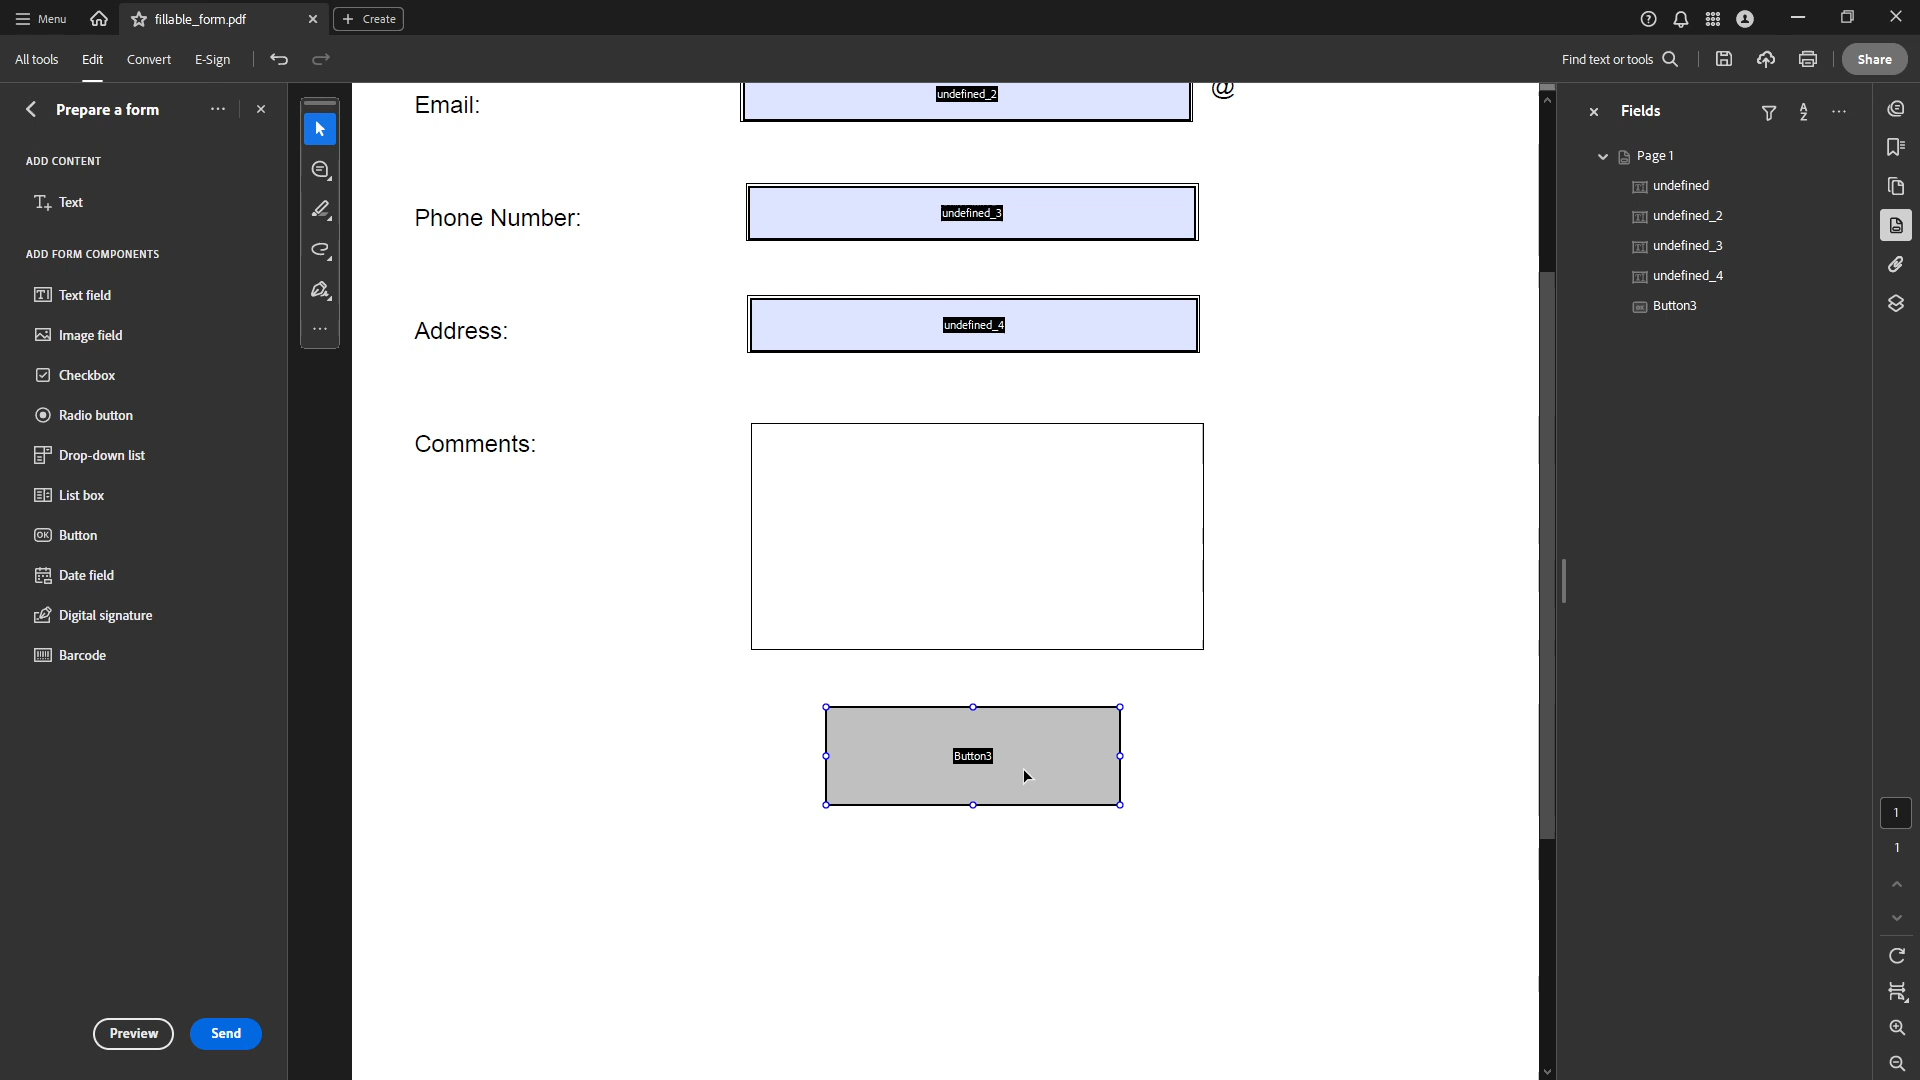 Menu
fillable_form.pdf
Create
All tools
Edit
Convert
E-Sign
Find text or tools
Share
Prepare a form
ADD CONTENT
Text
ADD FORM COMPONENTS
Text field
Image field
Checkbox
Radio button
Drop-down list
List box
Button
Date field
Digital signature
Barcode
Preview
Send
Email:
undefined_2
@
Phone Number:
undefined_3
Address:
undefined_4
Comments:
Button3
Fields
Page 1
undefined
undefined_2
undefined_3
undefined_4
Button3
1
1